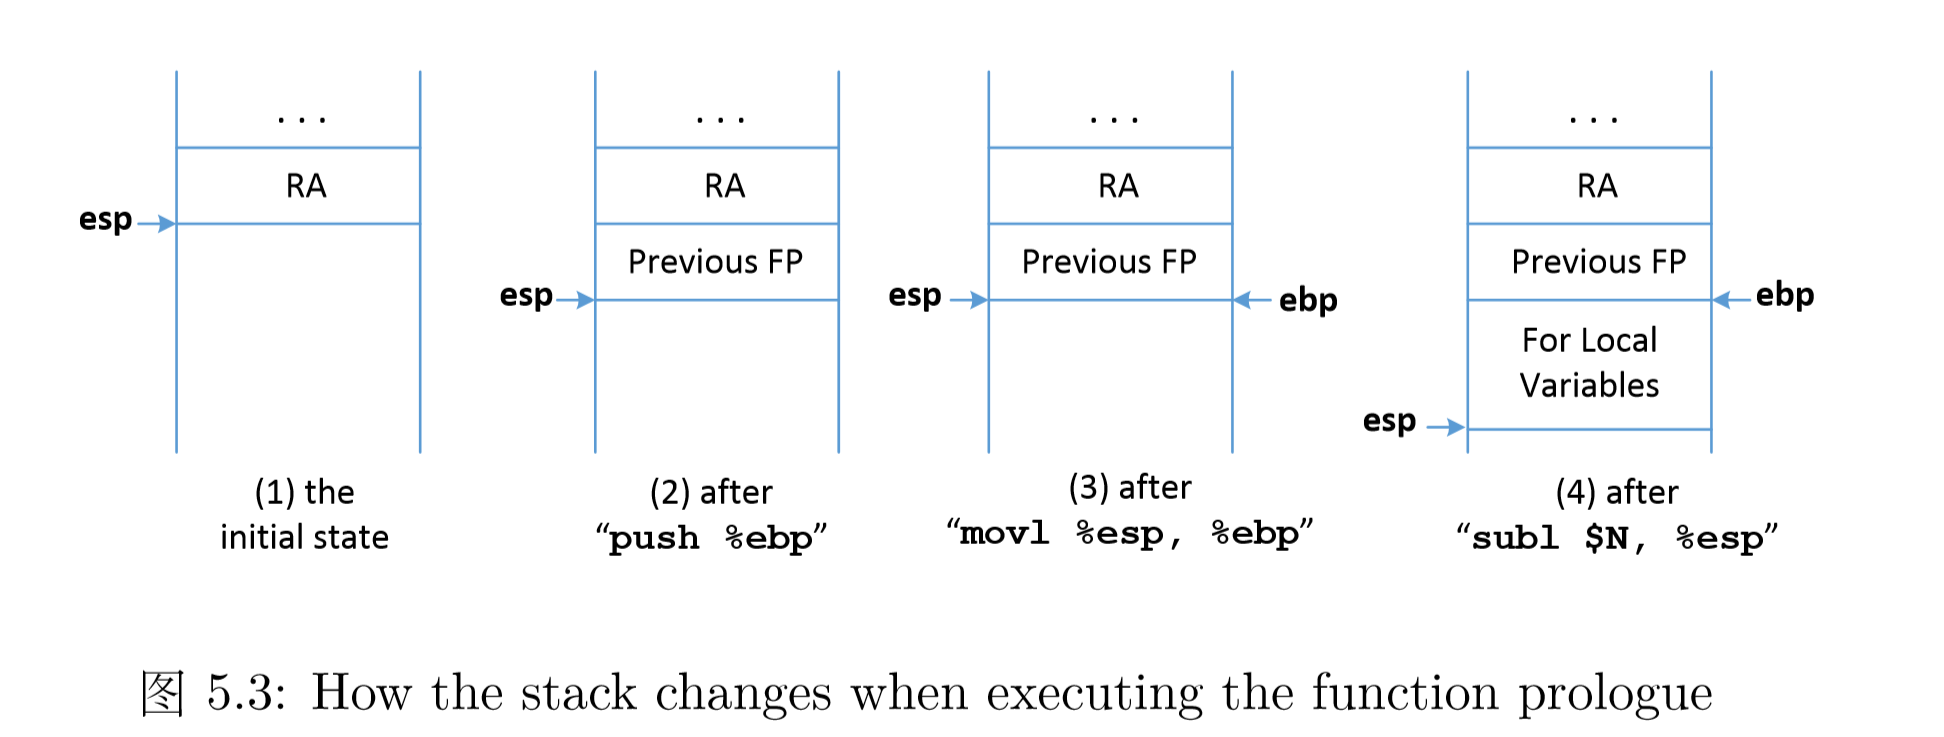 . . .
RA
esp
(1) the
initial state
. . .
RA
Previous FP
esp
(2) after
“push %ebp”
. . .
RA
Previous FP
esp
ebp
(3) after
“movl %esp, %ebp”
. . .
RA
Previous FP
ebp
For Local
Variables
esp
(4) after
“subl $N, %esp”
图 5.3: How the stack changes when executing the function prologue